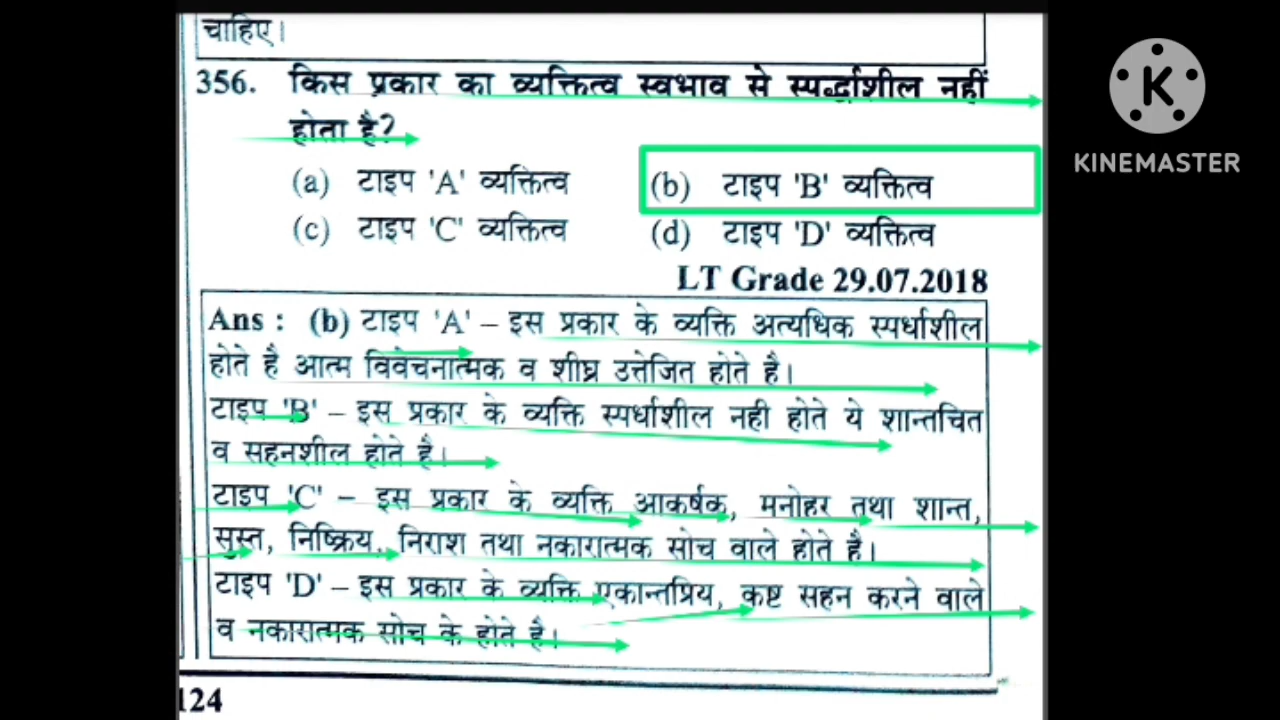 चाहिए।
356. किस प्रकार का व्यक्तित्व स्वभाव से स्पर्द्धाशील नहीं
होता है?
(a) टाइप 'A' व्यक्तित्व (b) टाइप 'B' व्यक्तित्व
(c) टाइप 'C' व्यक्तित्व (d) टाइप 'D' व्यक्तित्व
LT Grade 29.07.2018
Ans : (b) टाइप 'A' – इस प्रकार के व्यक्ति अत्यधिक स्पर्धाशील
होते है आत्म विवेचनात्मक व शीघ्र उत्तेजित होते है।
टाइप 'B' – इस प्रकार के व्यक्ति स्पर्धाशील नही होते ये शान्तचित
व सहनशील होते है।
टाइप 'C' – इस प्रकार के व्यक्ति आकर्षक, मनोहर तथा शान्त,
सुस्त, निष्क्रिय, निराश तथा नकारात्मक सोच वाले होते है।
टाइप 'D' – इस प्रकार के व्यक्ति एकान्तप्रिय, कष्ट सहन करने वाले
व नकारात्मक सोच के होते है।
124
K
KINEMASTER